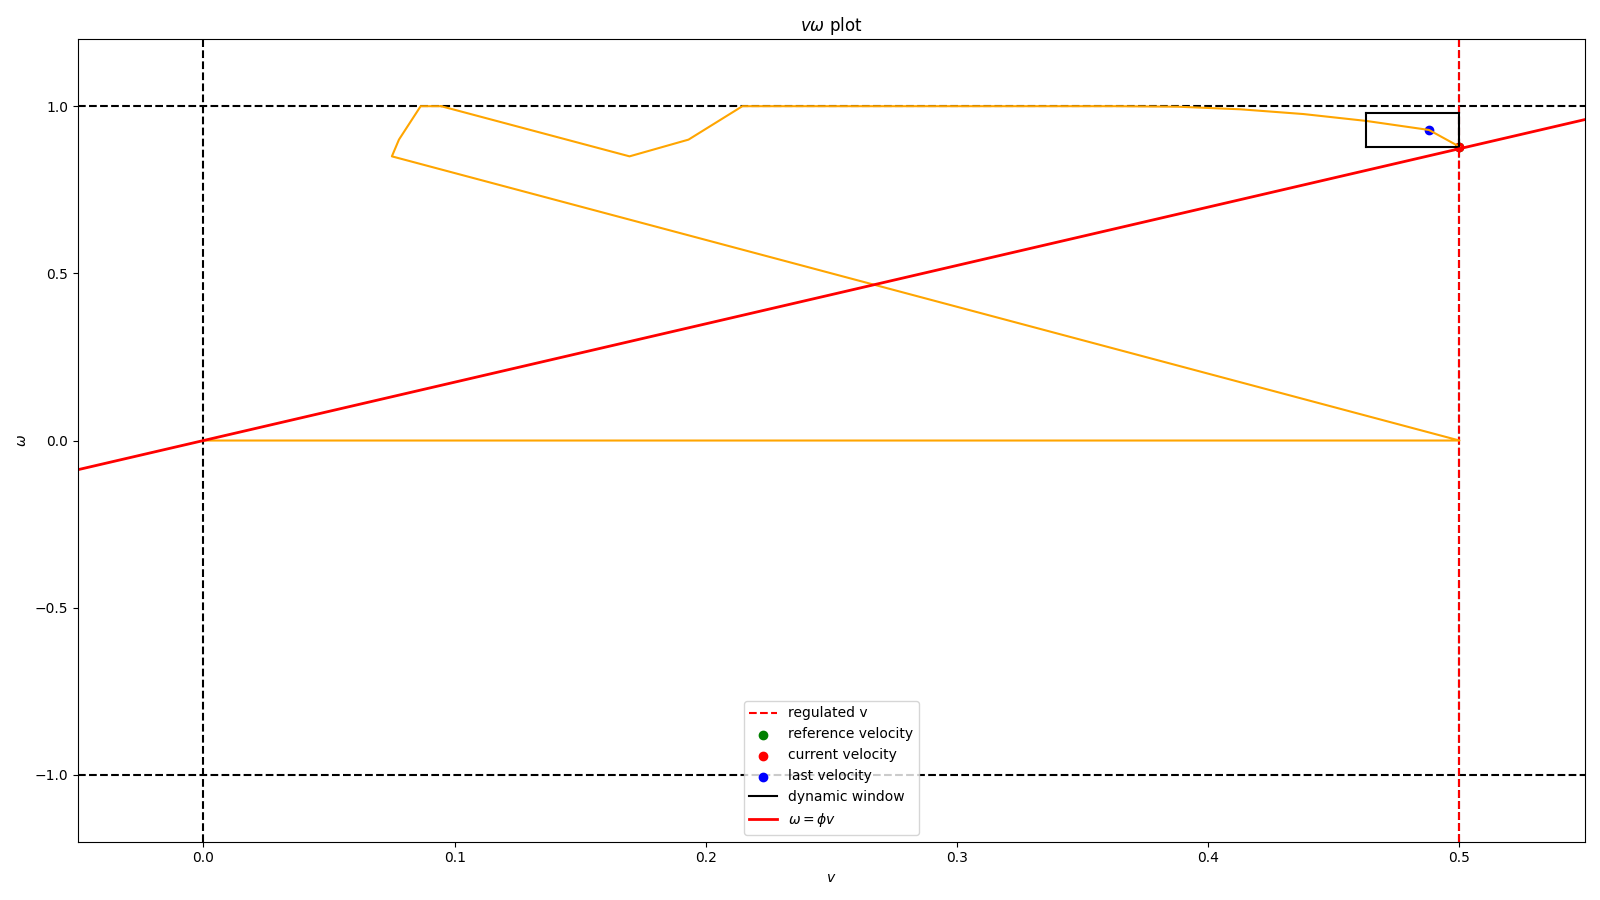 vω plot
ω
1.0
0.5
0.0
−0.5
−1.0
0.0 0.1 0.2 0.3 0.4 0.5
v
regulated v
reference velocity
current velocity
last velocity
dynamic window
ω = ϕv